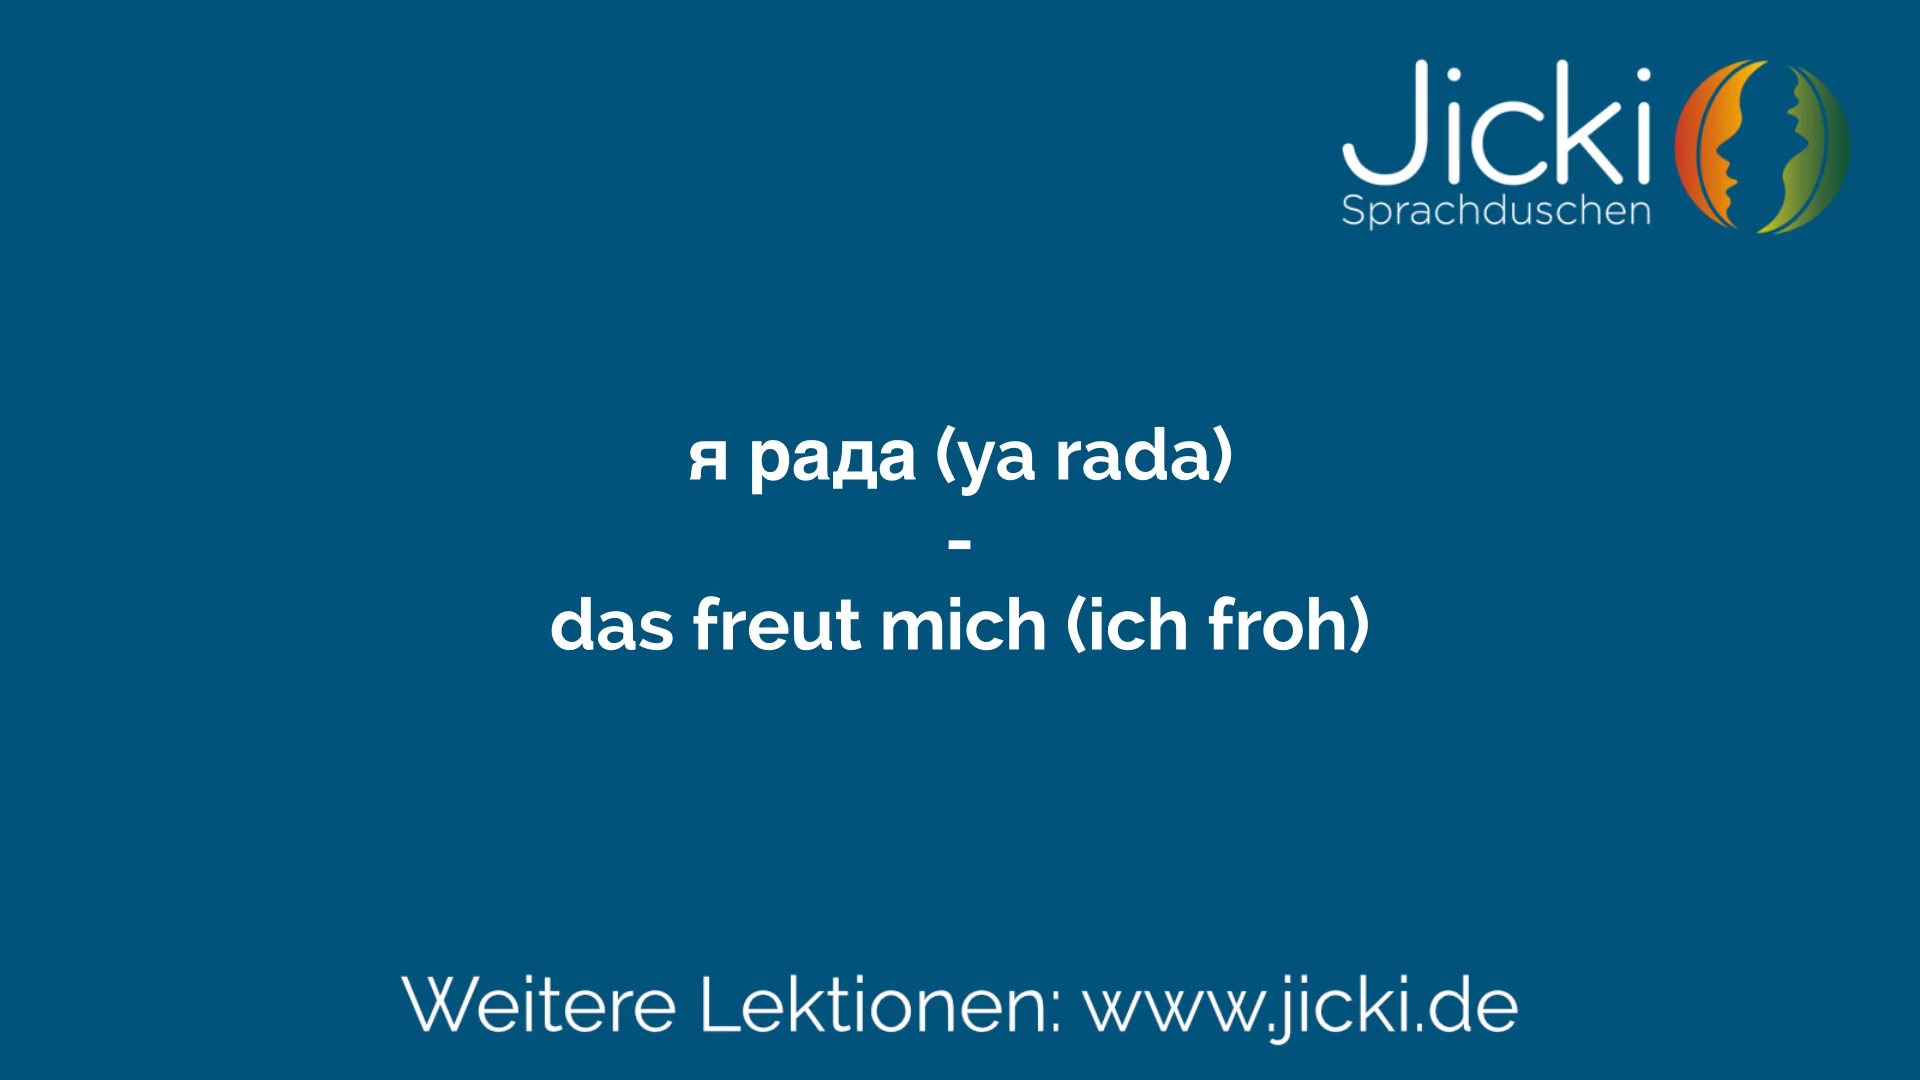 Jicki
Sprachduschen
я рада (ya rada)
-
das freut mich (ich froh)
Weitere Lektionen: www.jicki.de